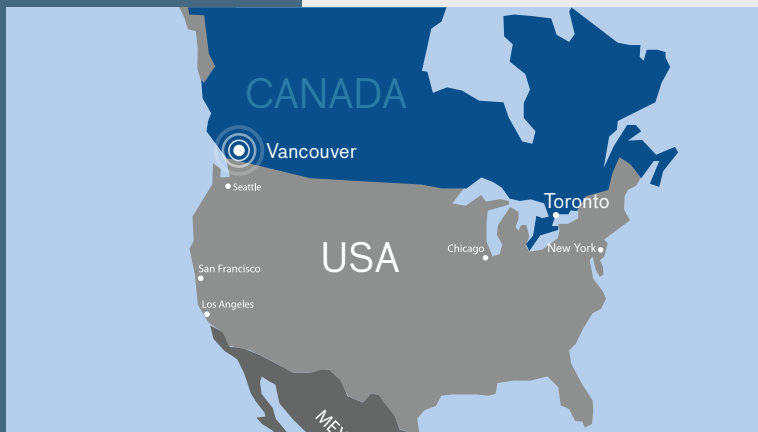 CANADA
Vancouver
Seattle
Toronto
Chicago
New York
USA
San Francisco
Los Angeles